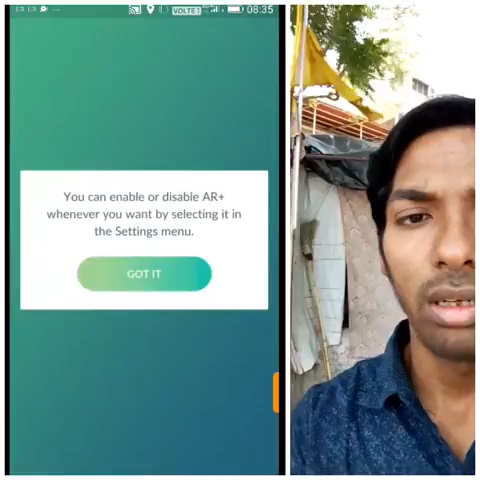 VOLTE1 08:35
You can enable or disable AR+
whenever you want by selecting it in
the Settings menu.
GOT IT